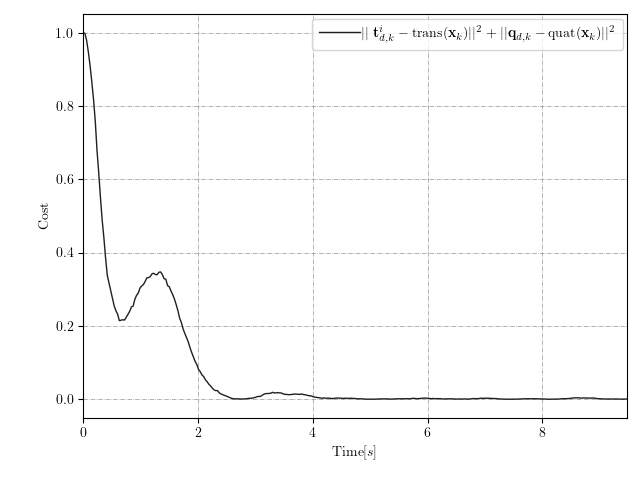 || t^i_{d,k} − trans(x_k)||² + ||q_{d,k} − quat(x_k)||²
1.0
0.8
0.6
0.4
0.2
0.0
Cost
0 2 4 6 8
Time[s]